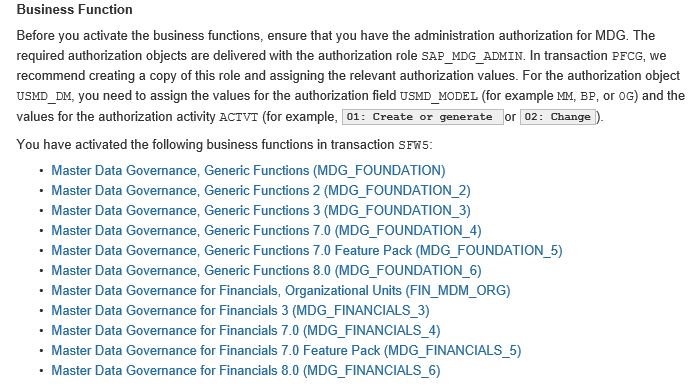 Business Function
Before you activate the business functions, ensure that you have the administration authorization for MDG. The
required authorization objects are delivered with the authorization role SAP_MDG_ADMIN. In transaction PFCG, we
recommend creating a copy of this role and assigning the relevant authorization values. For the authorization object
USMD_DM, you need to assign the values for the authorization field USMD_MODEL (for example MM, BP, or 0G) and the
values for the authorization activity ACTVT (for example, 01: Create or generate or 02: Change).
You have activated the following business functions in transaction SFW5:
• Master Data Governance, Generic Functions (MDG_FOUNDATION)
• Master Data Governance, Generic Functions 2 (MDG_FOUNDATION_2)
• Master Data Governance, Generic Functions 3 (MDG_FOUNDATION_3)
• Master Data Governance, Generic Functions 7.0 (MDG_FOUNDATION_4)
• Master Data Governance, Generic Functions 7.0 Feature Pack (MDG_FOUNDATION_5)
• Master Data Governance, Generic Functions 8.0 (MDG_FOUNDATION_6)
• Master Data Governance for Financials, Organizational Units (FIN_MDM_ORG)
• Master Data Governance for Financials 3 (MDG_FINANCIALS_3)
• Master Data Governance for Financials 7.0 (MDG_FINANCIALS_4)
• Master Data Governance for Financials 7.0 Feature Pack (MDG_FINANCIALS_5)
• Master Data Governance for Financials 8.0 (MDG_FINANCIALS_6)